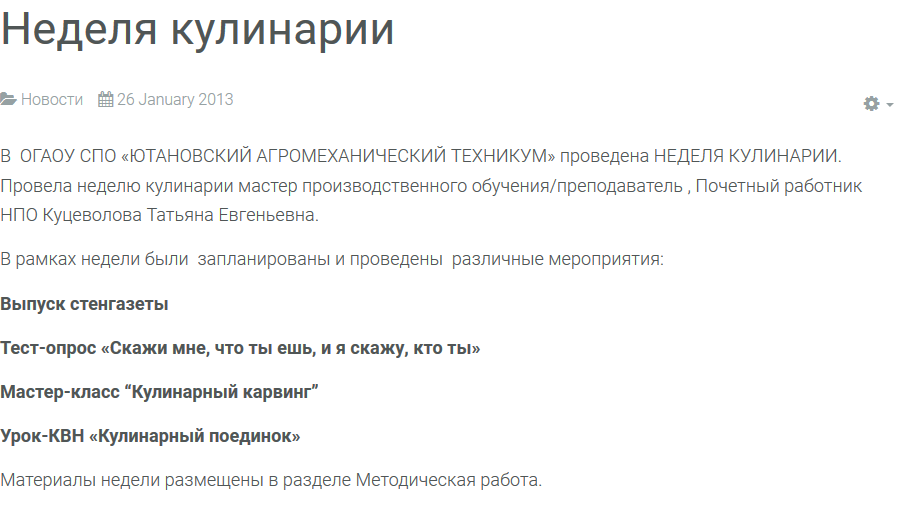 Неделя кулинарии
Новости 26 January 2013
В ОГАОУ СПО «ЮТАНОВСКИЙ АГРОМЕХАНИЧЕСКИЙ ТЕХНИКУМ» проведена НЕДЕЛЯ КУЛИНАРИИ.
Провела неделю кулинарии мастер производственного обучения/преподаватель , Почетный работник
НПО Куцеволова Татьяна Евгеньевна.
В рамках недели были запланированы и проведены различные мероприятия:
Выпуск стенгазеты
Тест-опрос «Скажи мне, что ты ешь, и я скажу, кто ты»
Мастер-класс “Кулинарный карвинг”
Урок-КВН «Кулинарный поединок»
Материалы недели размещены в разделе Методическая работа.